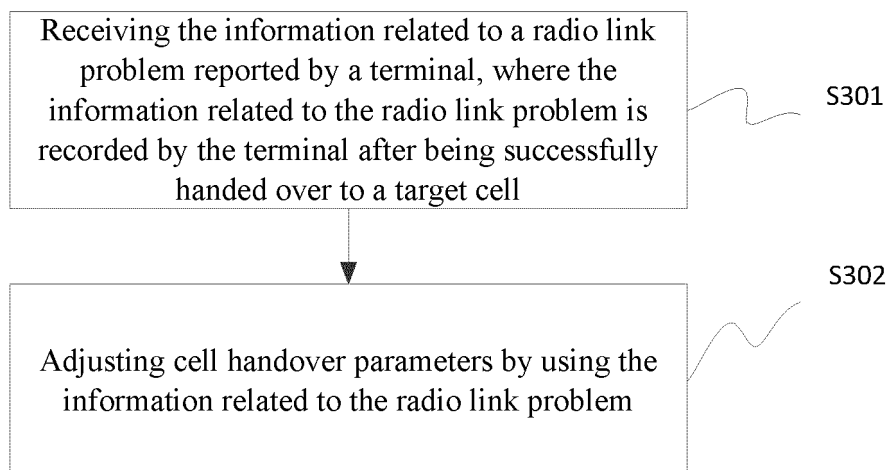 Receiving the information related to a radio link
problem reported by a terminal, where the
information related to the radio link problem is
recorded by the terminal after being successfully
handed over to a target cell
S301
S302
Adjusting cell handover parameters by using the
information related to the radio link problem